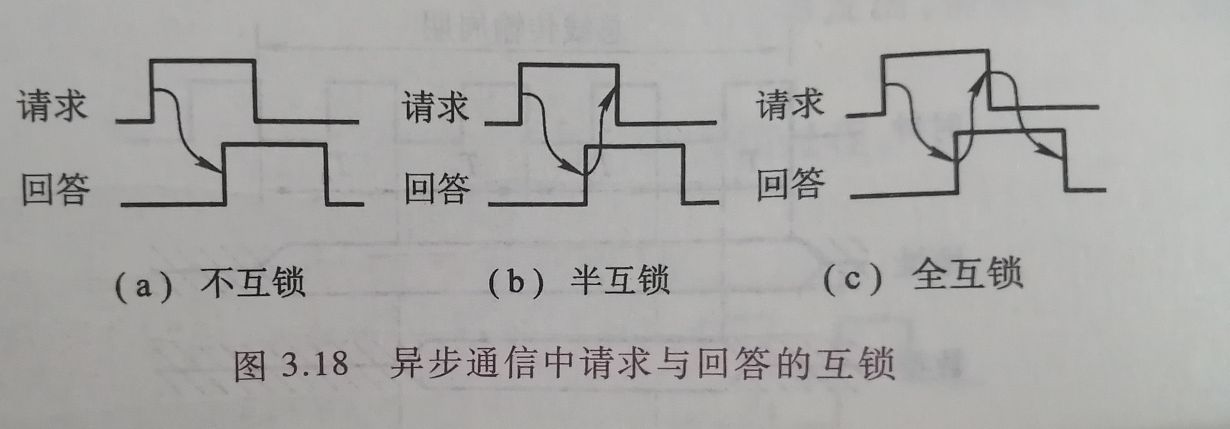 请求 请求 请求
回答 回答 回答
(a) 不互锁 (b) 半互锁 (c) 全互锁
图 3.18 异步通信中请求与回答的互锁